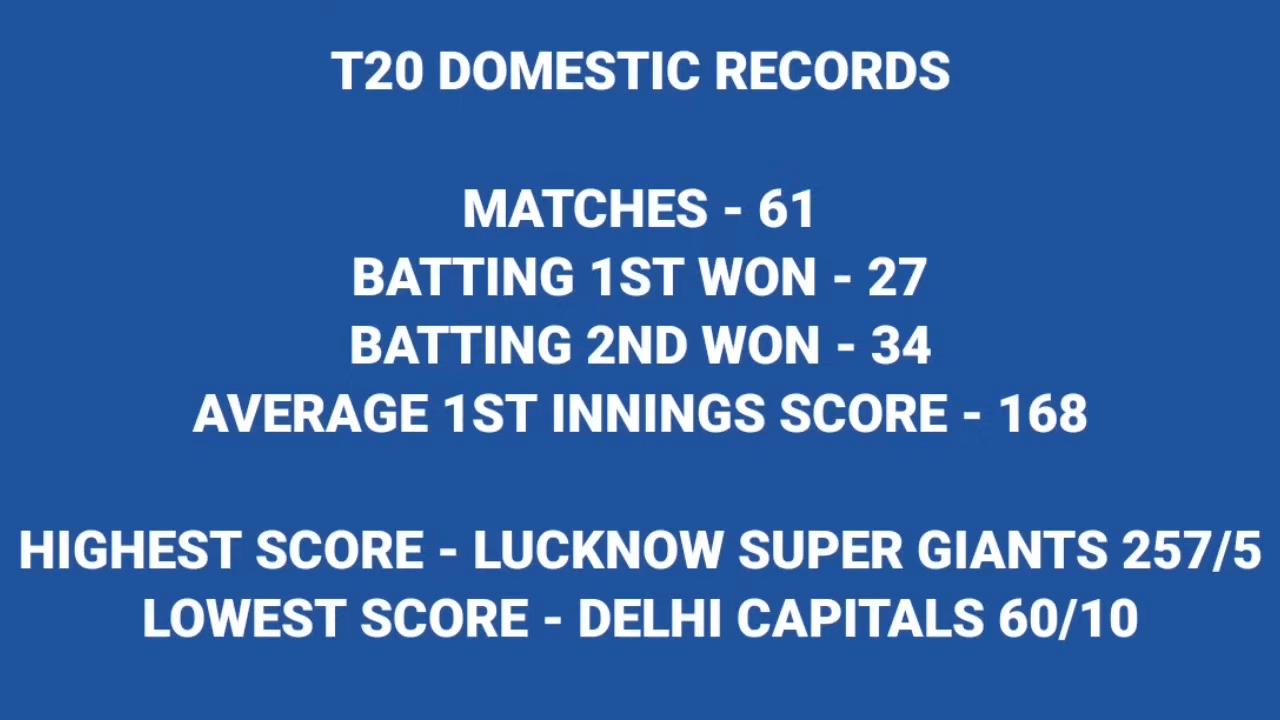 T20 DOMESTIC RECORDS
MATCHES - 61
BATTING 1ST WON - 27
BATTING 2ND WON - 34
AVERAGE 1ST INNINGS SCORE - 168
HIGHEST SCORE - LUCKNOW SUPER GIANTS 257/5
LOWEST SCORE - DELHI CAPITALS 60/10